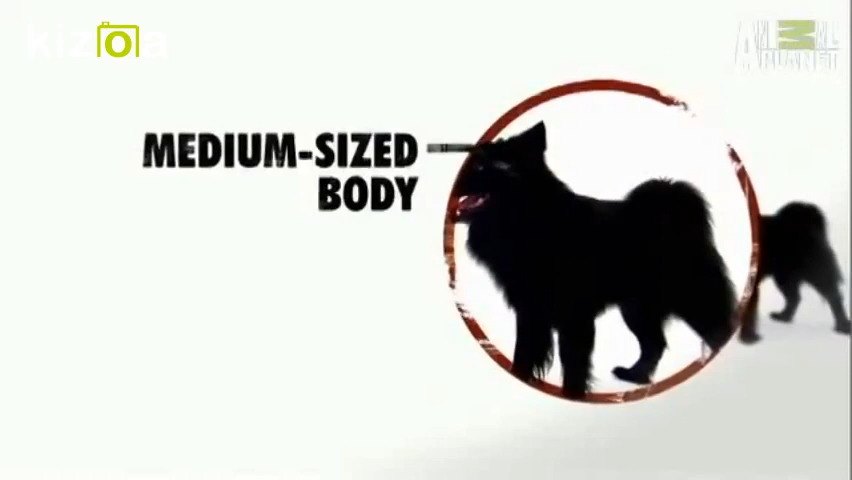 kizoa
ANIMAL
PLANET
MEDIUM-SIZED
BODY